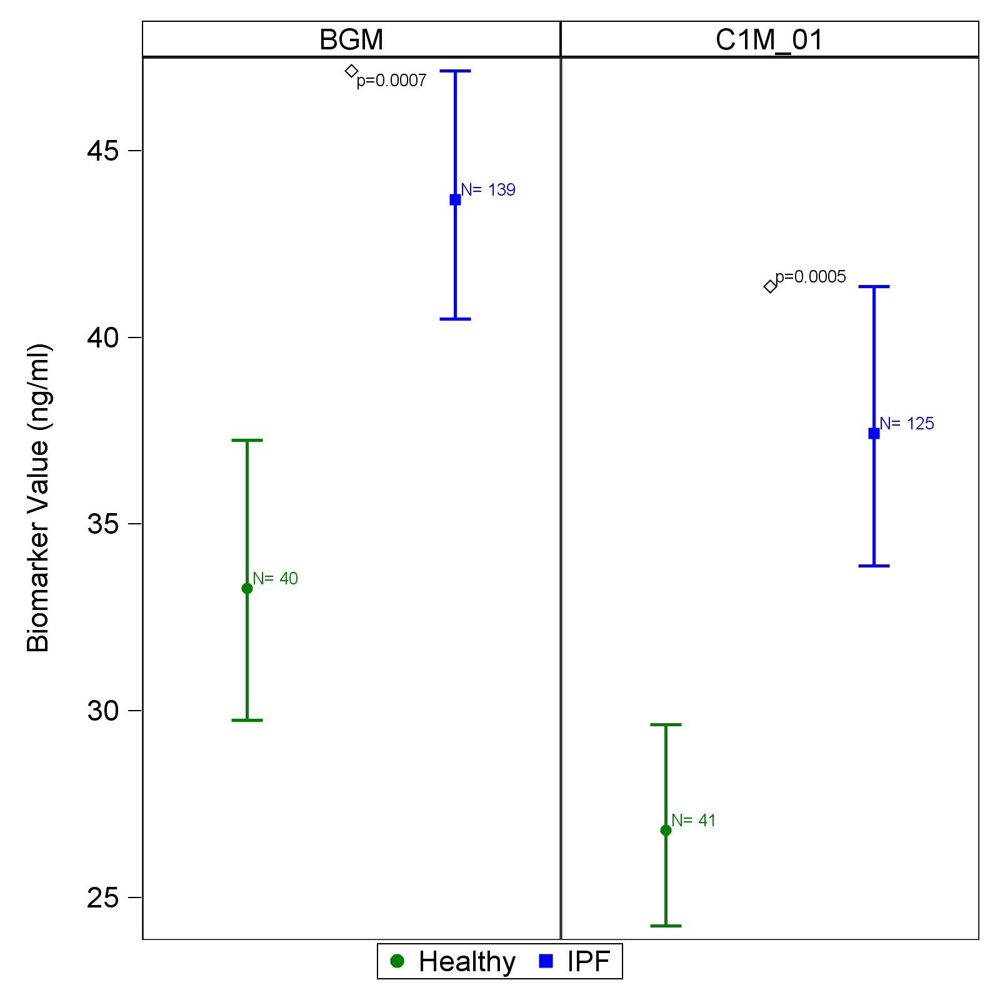 BGM
C1M_01
p=0.0007
45
N= 139
p=0.0005
40
Biomarker Value (ng/ml)
N= 125
35
N= 40
30
N= 41
25
Healthy
IPF